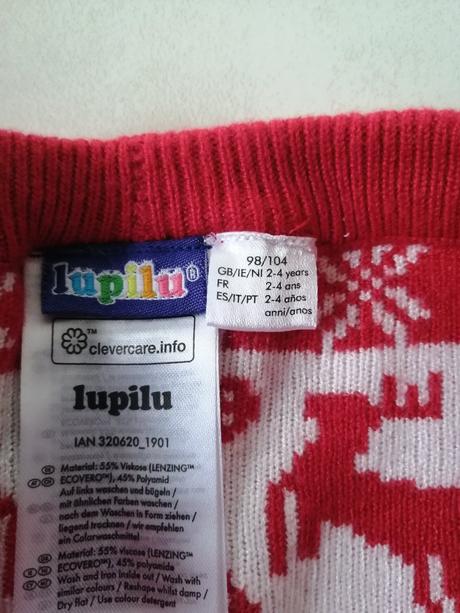 lupilu®
98/104
GB/IE/NI 2-4 years
FR 2-4 ans
ES/IT/PT 2-4 años
anni/anos
™
clevercare.info
lupilu
IAN 320620_1901
Material: 55% Viskose (LENZING™
ECOVERO™), 45% Polyamid
Auf links waschen und bügeln /
mit ähnlichen Farben waschen /
nach dem Waschen in Form ziehen /
liegend trocknen / wir empfehlen
ein Colorwaschmittel
Material: 55% viscose (LENZING™
ECOVERO™), 45% polyamide
Wash and iron inside out / Wash with
similar colours / Reshape whilst damp /
Dry flat / Use colour detergent